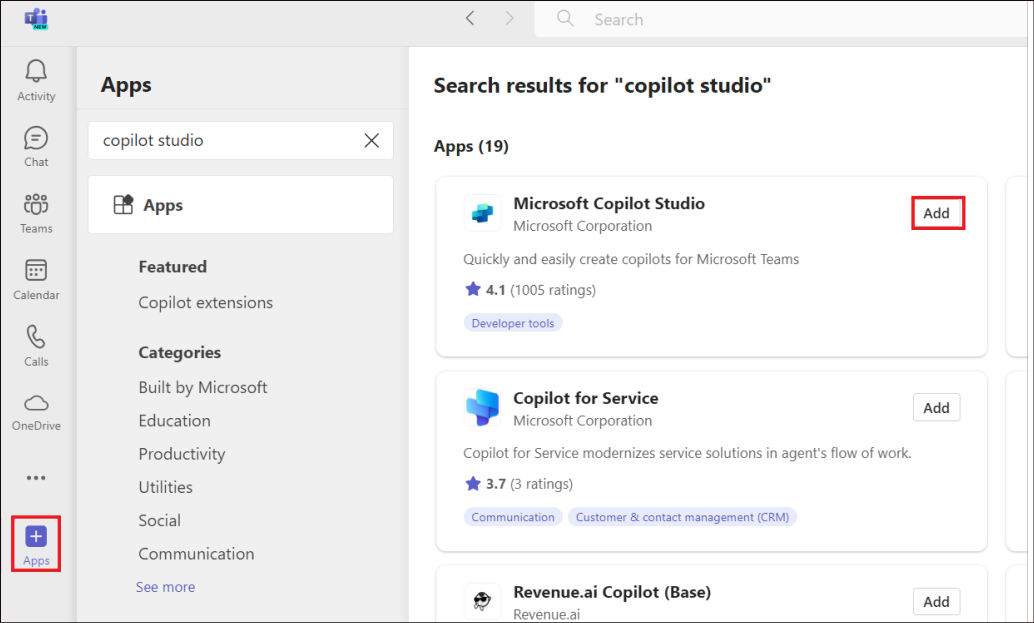 NEW
Search
Activity
Chat
Teams
Calendar
Calls
OneDrive
Apps
Apps
copilot studio
Apps
Featured
Copilot extensions
Categories
Built by Microsoft
Education
Productivity
Utilities
Social
Communication
See more
Search results for "copilot studio"
Apps (19)
Microsoft Copilot Studio
Microsoft Corporation
Add
Quickly and easily create copilots for Microsoft Teams
4.1 (1005 ratings)
Developer tools
Copilot for Service
Microsoft Corporation
Add
Copilot for Service modernizes service solutions in agent's flow of work.
3.7 (3 ratings)
Communication Customer & contact management (CRM)
Revenue.ai Copilot (Base)
Revenue.ai
Add